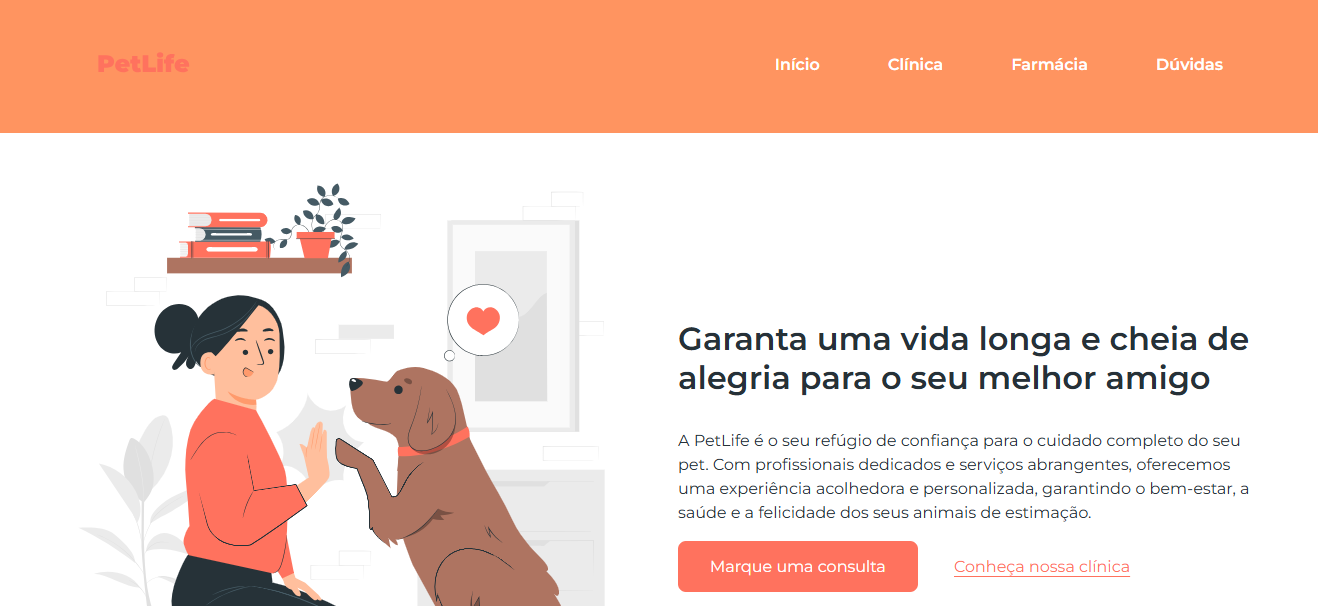 PetLife
Início
Clínica
Farmácia
Dúvidas
Garanta uma vida longa e cheia de
alegria para o seu melhor amigo
A PetLife é o seu refúgio de confiança para o cuidado completo do seu
pet. Com profissionais dedicados e serviços abrangentes, oferecemos
uma experiência acolhedora e personalizada, garantindo o bem-estar, a
saúde e a felicidade dos seus animais de estimação.
Marque uma consulta
Conheça nossa clínica